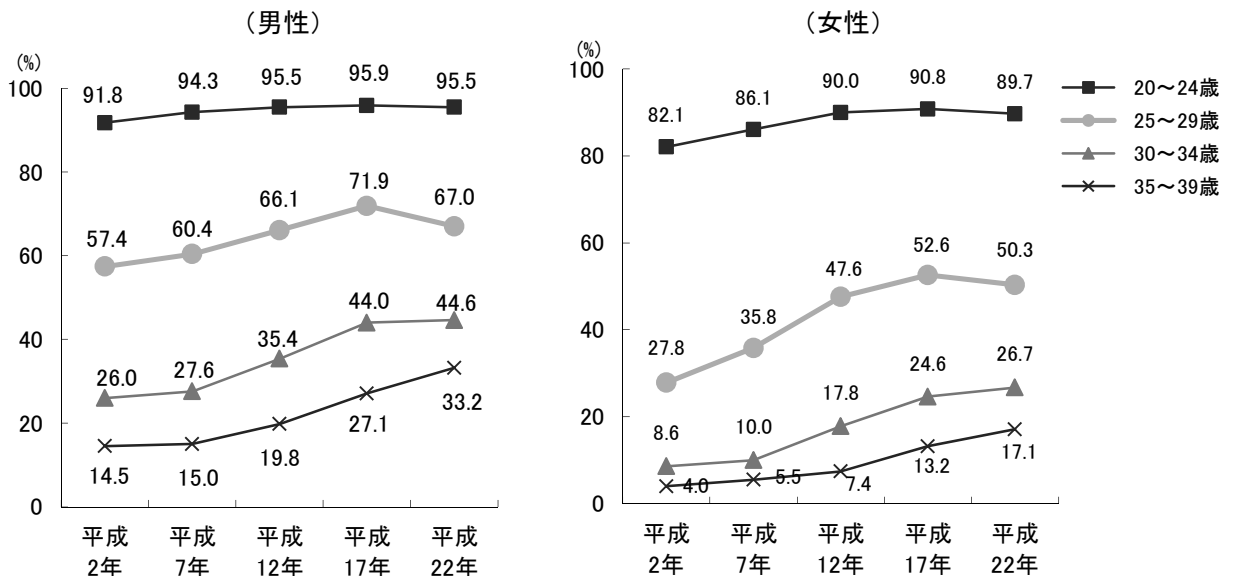 (男性)
(%)
100
80
60
40
20
0
91.8 94.3 95.5 95.9 95.5
57.4 60.4 66.1 71.9 67.0
26.0 27.6 35.4 44.0 44.6
14.5 15.0 19.8 27.1 33.2
平成 平成 平成 平成 平成
2年 7年 12年 17年 22年
(女性)
(%)
100
80
60
40
20
0
82.1 86.1 90.0 90.8 89.7
27.8 35.8 47.6 52.6 50.3
8.6 10.0 17.8 24.6 26.7
4.0 5.5 7.4 13.2 17.1
平成 平成 平成 平成 平成
2年 7年 12年 17年 22年
20～24歳
25～29歳
30～34歳
35～39歳